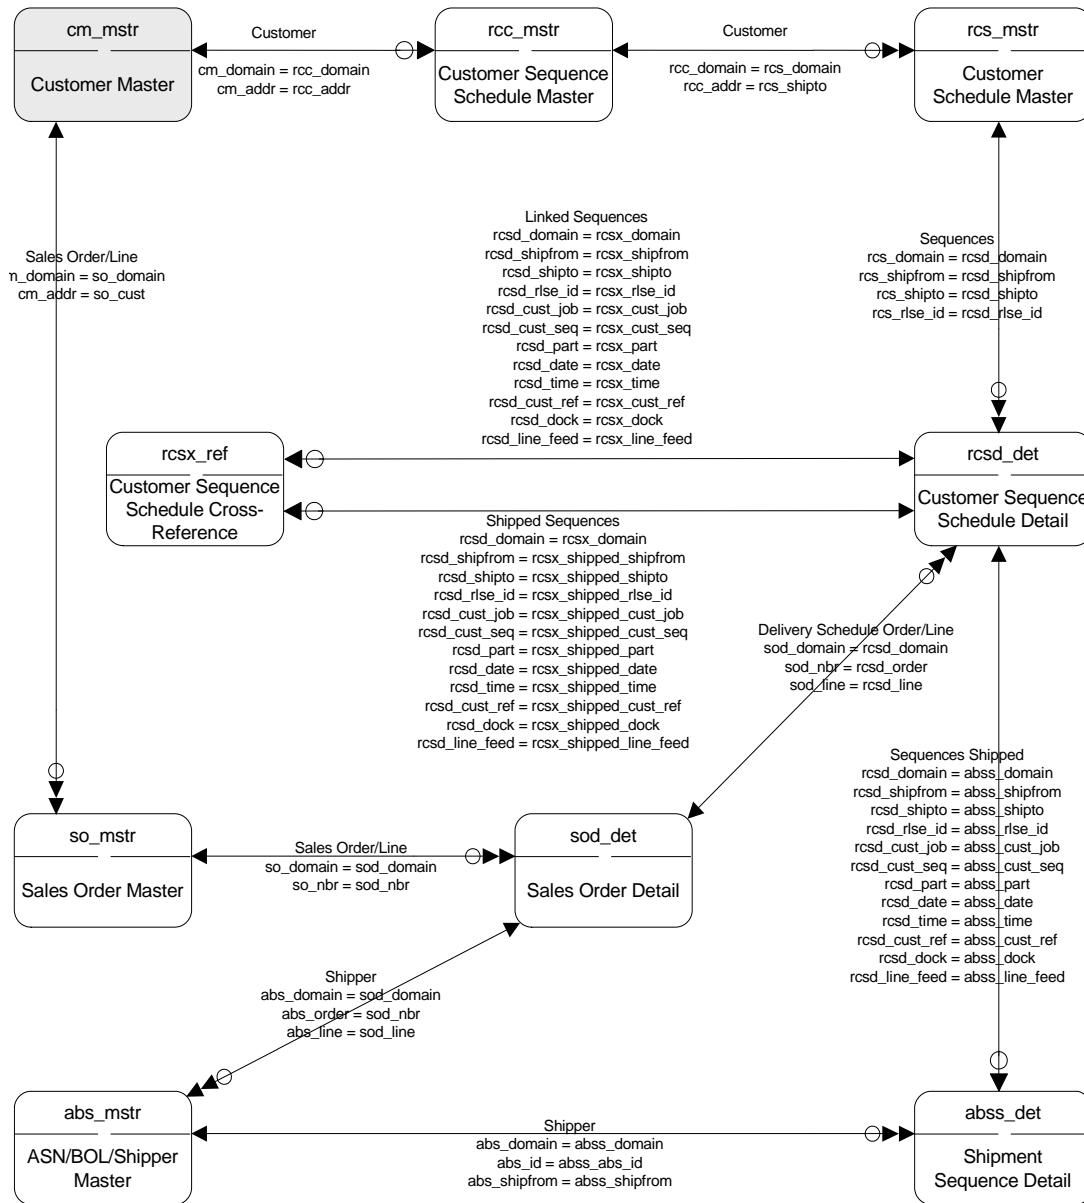 cm_mstr
Customer Master
Customer
cm_domain = rcc_domain
cm_addr = rcc_addr
rcc_mstr
Customer Sequence
Schedule Master
Customer
rcc_domain = rcs_domain
rcc_addr = rcs_shipto
rcs_mstr
Customer
Schedule Master
Sales Order/Line
m_domain = so_domain
cm_addr = so_cust
Linked Sequences
rcsd_domain = rcsx_domain
rcsd_shipfrom = rcsx_shipfrom
rcsd_shipto = rcsx_shipto
rcsd_rlse_id = rcsx_rlse_id
rcsd_cust_job = rcsx_cust_job
rcsd_cust_seq = rcsx_cust_seq
rcsd_part = rcsx_part
rcsd_date = rcsx_date
rcsd_time = rcsx_time
rcsd_cust_ref = rcsx_cust_ref
rcsd_dock = rcsx_dock
rcsd_line_feed = rcsx_line_feed
Sequences
rcs_domain = rcsd_domain
rcs_shipfrom = rcsd_shipfrom
rcs_shipto = rcsd_shipto
rcs_rlse_id = rcsd_rlse_id
rcsx_ref
Customer Sequence
Schedule Cross-
Reference
rcsd_det
Customer Sequence
Schedule Detail
Shipped Sequences
rcsd_domain = rcsx_domain
rcsd_shipfrom = rcsx_shipped_shipfrom
rcsd_shipto = rcsx_shipped_shipto
rcsd_rlse_id = rcsx_shipped_rlse_id
rcsd_cust_job = rcsx_shipped_cust_job
rcsd_cust_seq = rcsx_shipped_cust_seq
rcsd_part = rcsx_shipped_part
rcsd_date = rcsx_shipped_date
rcsd_time = rcsx_shipped_time
rcsd_cust_ref = rcsx_shipped_cust_ref
rcsd_dock = rcsx_shipped_dock
rcsd_line_feed = rcsx_shipped_line_feed
Delivery Schedule Order/Line
sod_domain = rcsd_domain
sod_nbr = rcsd_order
sod_line = rcsd_line
Sequences Shipped
rcsd_domain = abss_domain
rcsd_shipfrom = abss_shipfrom
rcsd_shipto = abss_shipto
rcsd_rlse_id = abss_rlse_id
rcsd_cust_job = abss_cust_job
rcsd_cust_seq = abss_cust_seq
rcsd_part = abss_part
rcsd_date = abss_date
rcsd_time = abss_time
rcsd_cust_ref = abss_cust_ref
rcsd_dock = abss_dock
rcsd_line_feed = abss_line_feed
so_mstr
Sales Order Master
Sales Order/Line
so_domain = sod_domain
so_nbr = sod_nbr
sod_det
Sales Order Detail
Shipper
abs_domain = sod_domain
abs_order = sod_nbr
abs_line = sod_line
abs_mstr
ASN/BOL/Shipper
Master
Shipper
abs_domain = abss_domain
abs_id = abss_abs_id
abs_shipfrom = abss_shipfrom
abss_det
Shipment
Sequence Detail